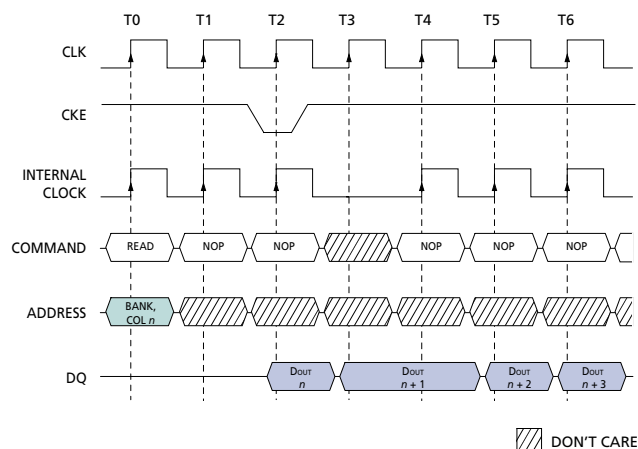 T0 T1 T2 T3 T4 T5 T6
CLK
CKE
INTERNAL
CLOCK
COMMAND READ NOP NOP NOP NOP NOP
ADDRESS BANK,
COL n
DQ DOUT n DOUT n + 1 DOUT n + 2 DOUT n + 3
DON'T CARE